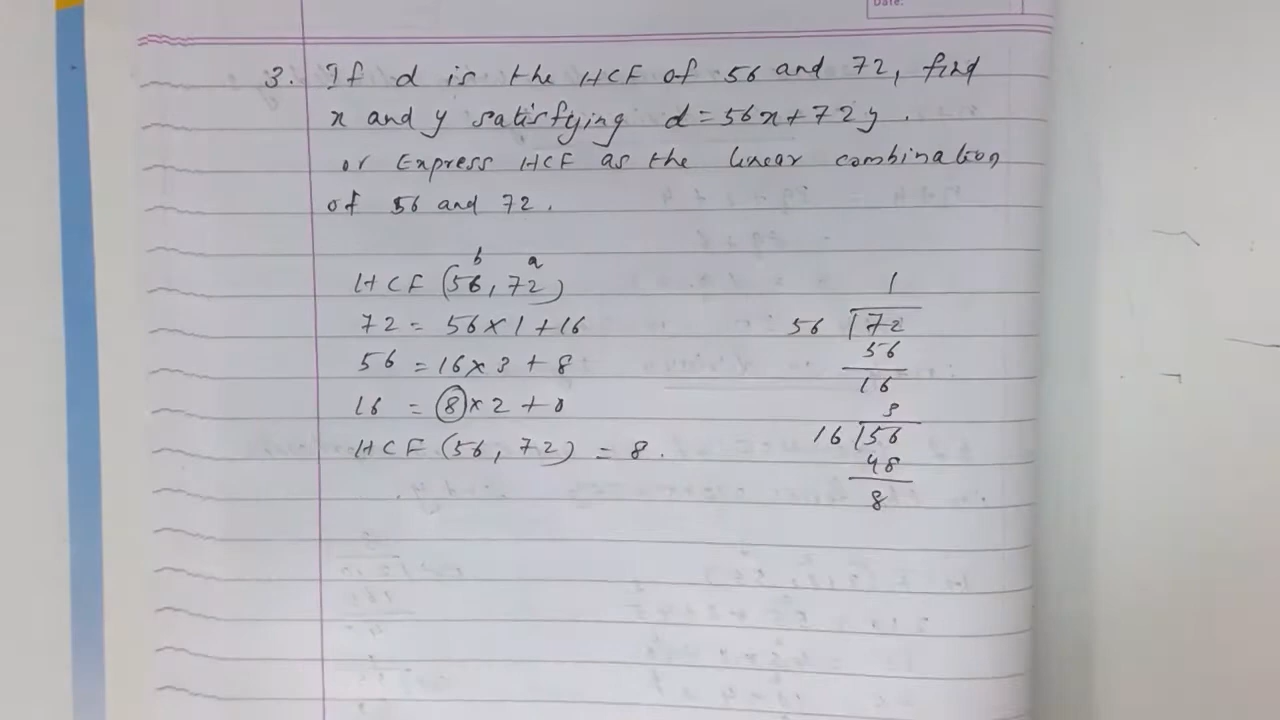 Date:
3. If d is the HCF of 56 and 72, find
x and y satisfying d = 56x + 72y.
or Express HCF as the linear combination
of 56 and 72.
b a
HCF (56, 72)
72 = 56 × 1 + 16
56 = 16 × 3 + 8
16 = 8 × 2 + 0
HCF (56, 72) = 8.
1
56 72
56
16
3
16 56
48
8